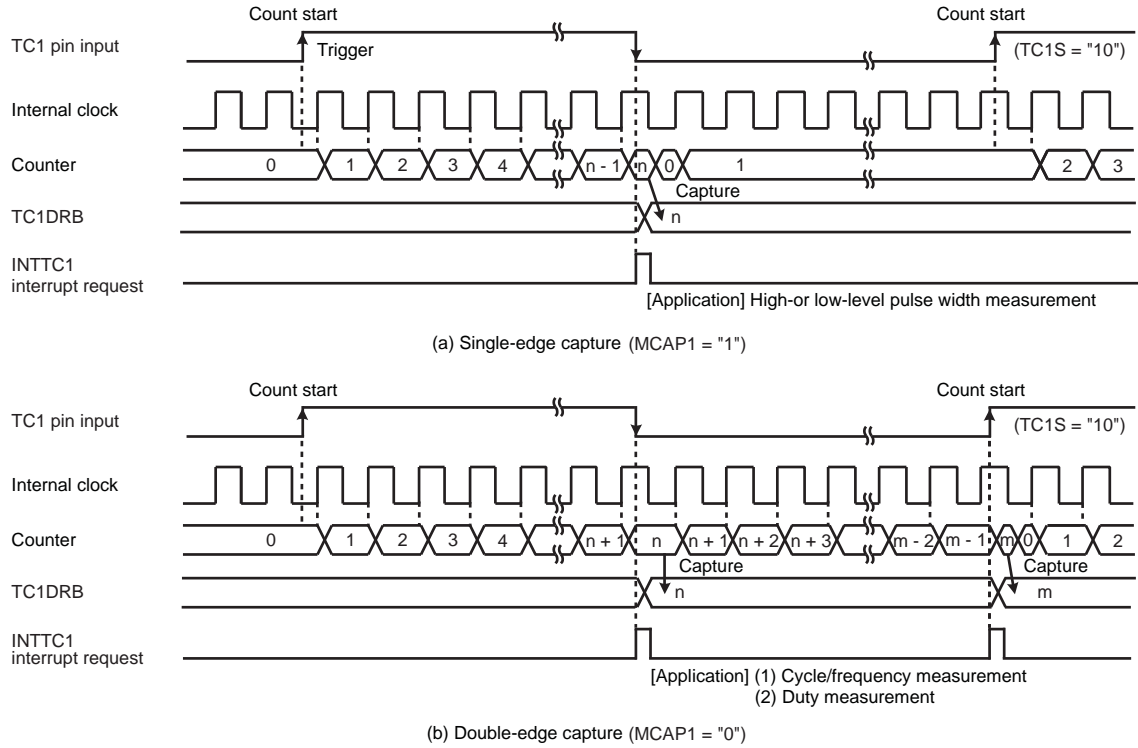 Count start
Count start
TC1 pin input
Trigger
(TC1S = "10")
Internal clock
Counter
0 1 2 3 4 n - 1 n 0 1 2 3
Capture
TC1DRB
n
INTTC1
interrupt request
[Application] High-or low-level pulse width measurement
(a) Single-edge capture (MCAP1 = "1")
Count start
Count start
TC1 pin input
(TC1S = "10")
Internal clock
Counter
0 1 2 3 4 n + 1 n n + 1 n + 2 n + 3 m - 2 m - 1 m 0 1 2
Capture
Capture
TC1DRB
n
m
INTTC1
interrupt request
[Application] (1) Cycle/frequency measurement
(2) Duty measurement
(b) Double-edge capture (MCAP1 = "0")